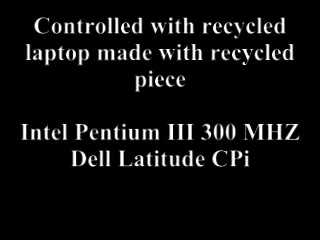 Controlled with recycled
laptop made with recycled
piece
Intel Pentium III 300 MHZ
Dell Latitude CPi